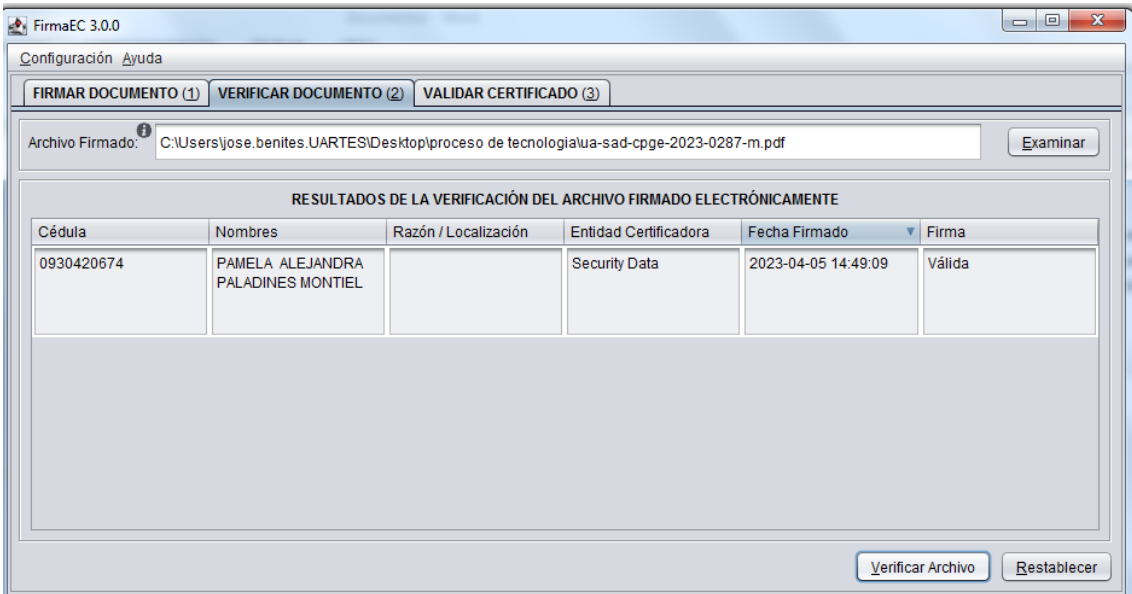 FirmaEC 3.0.0
Configuración Ayuda
FIRMAR DOCUMENTO (1) VERIFICAR DOCUMENTO (2) VALIDAR CERTIFICADO (3)
Archivo Firmado: C:\Users\jose.benites.UARTES\Desktop\proceso de tecnologia\ua-sad-cpge-2023-0287-m.pdf Examinar
RESULTADOS DE LA VERIFICACIÓN DEL ARCHIVO FIRMADO ELECTRÓNICAMENTE
Cédula Nombres Razón / Localización Entidad Certificadora Fecha Firmado Firma
0930420674 PAMELA ALEJANDRA Security Data 2023-04-05 14:49:09 Válida
PALADINES MONTIEL
Verificar Archivo Restablecer